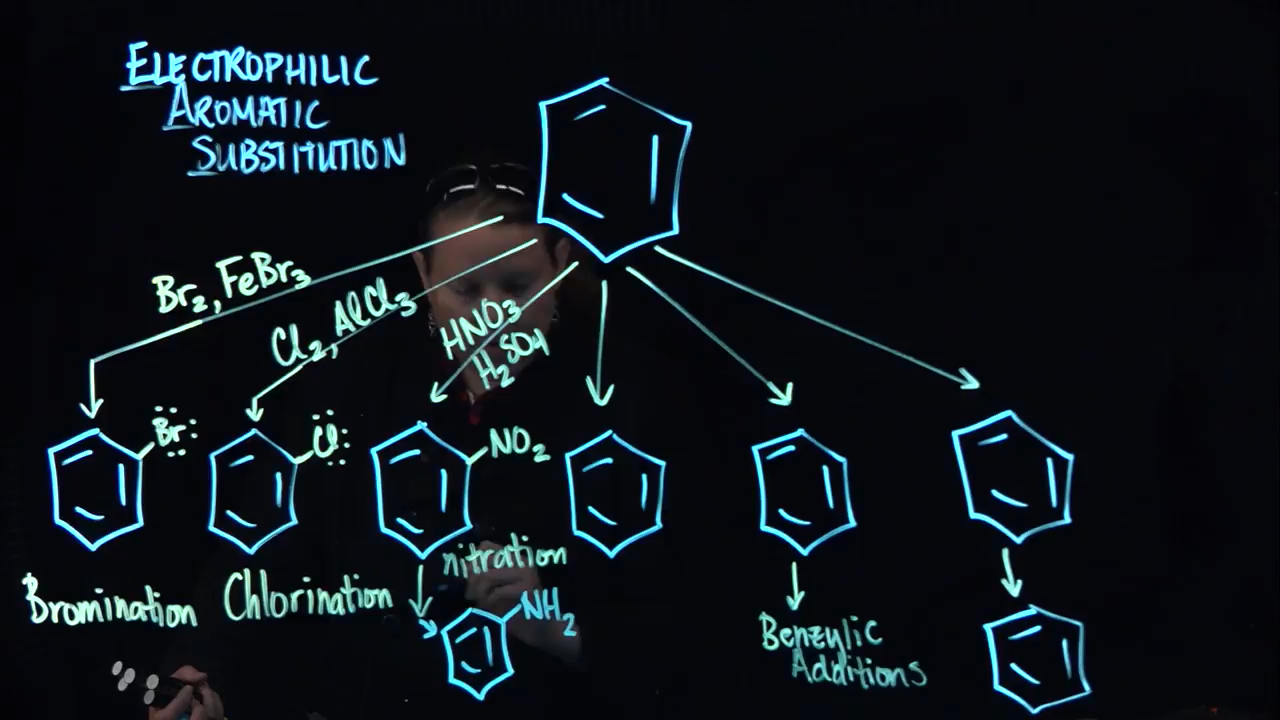 ELECTROPHILIC
AROMATIC
SUBSTITUTION
Br2, FeBr3
Cl2, AlCl3
HNO3
H2SO4
Br
Cl
NO2
Bromination
Chlorination
nitration
NH2
Benzylic
Additions